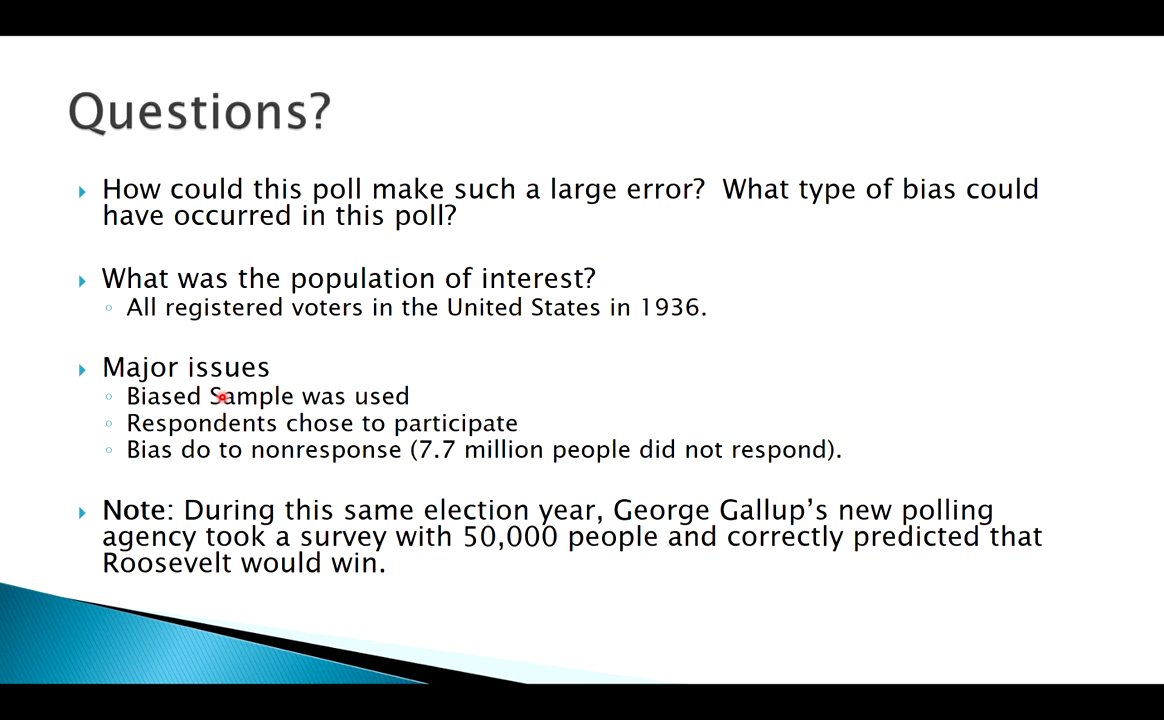 Questions?
How could this poll make such a large error? What type of bias could
have occurred in this poll?
What was the population of interest?
All registered voters in the United States in 1936.
Major issues
Biased Sample was used
Respondents chose to participate
Bias do to nonresponse (7.7 million people did not respond).
Note: During this same election year, George Gallup’s new polling
agency took a survey with 50,000 people and correctly predicted that
Roosevelt would win.